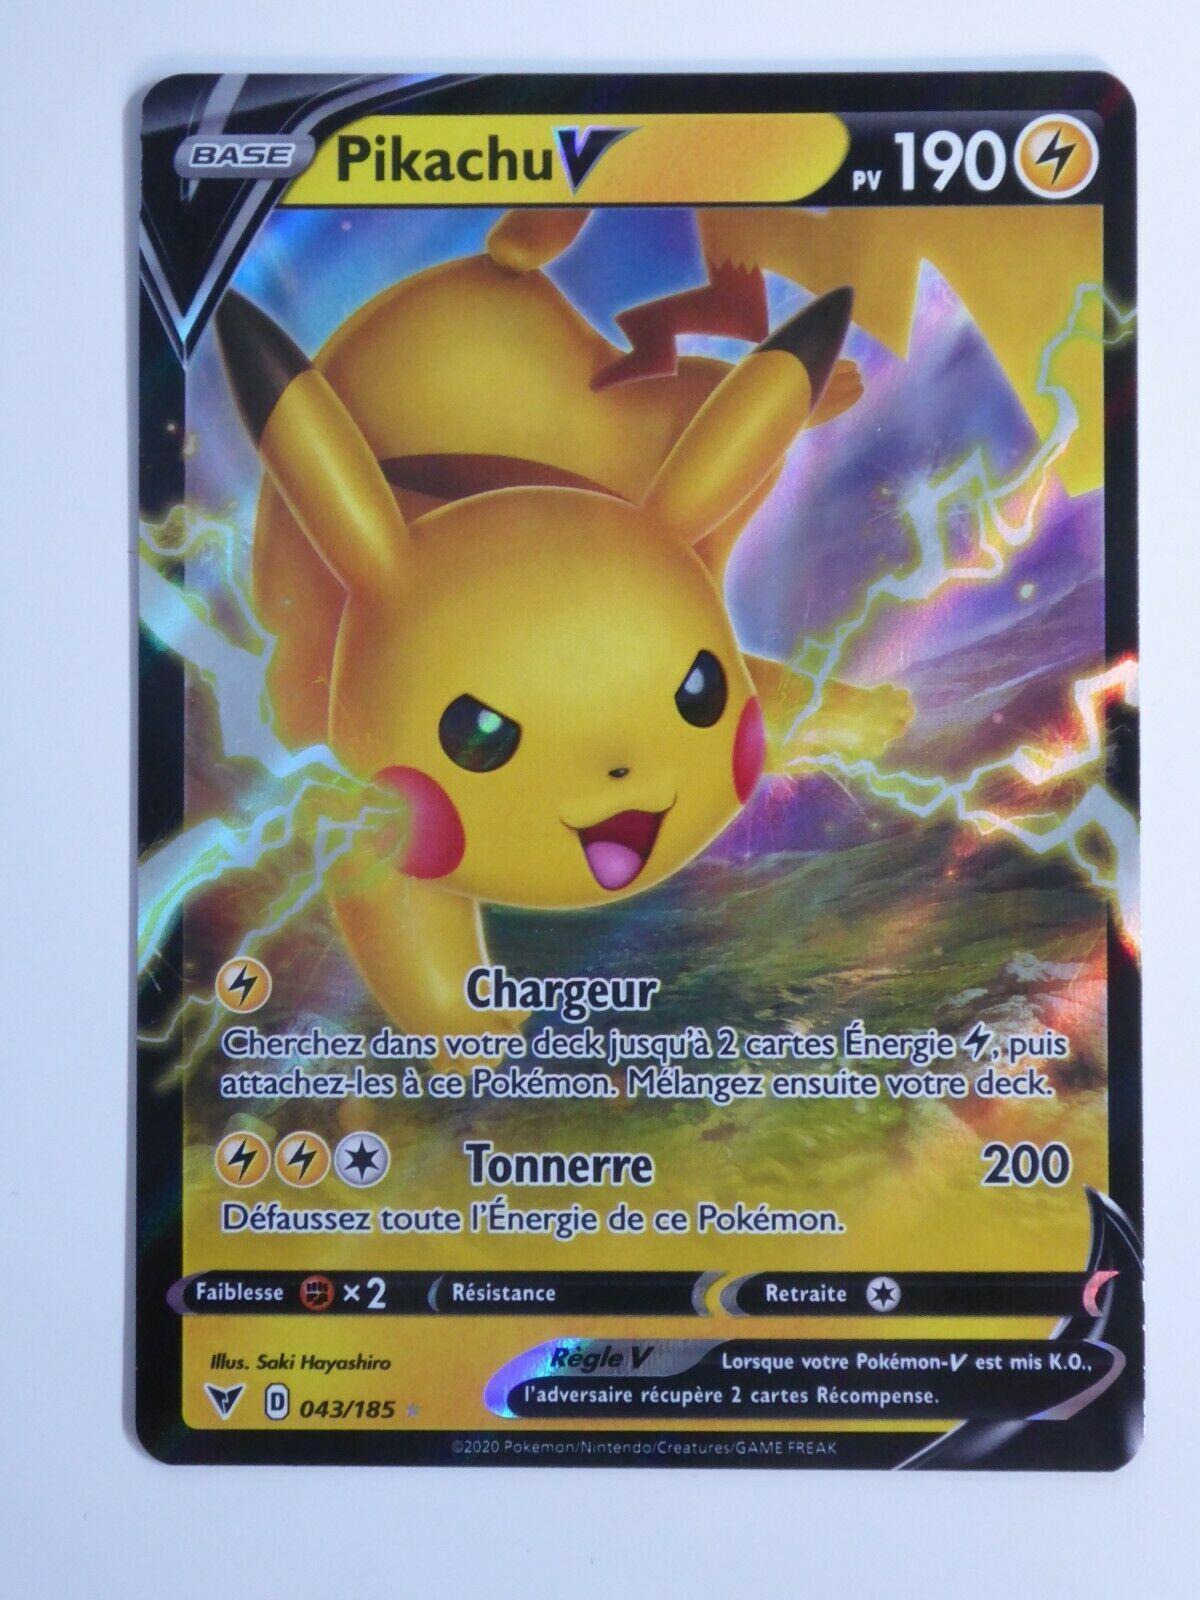 BASE PikachuV PV 190
Chargeur
Cherchez dans votre deck jusqu'à 2 cartes Énergie , puis
attachez-les à ce Pokémon. Mélangez ensuite votre deck.
Tonnerre 200
Défaussez toute l'Énergie de ce Pokémon.
Faiblesse ×2 Résistance Retraite
Illus. Saki Hayashiro
Règle V Lorsque votre Pokémon-V est mis K.O.,
l'adversaire récupère 2 cartes Récompense.
D 043/185
©2020 Pokémon/Nintendo/Creatures/GAME FREAK